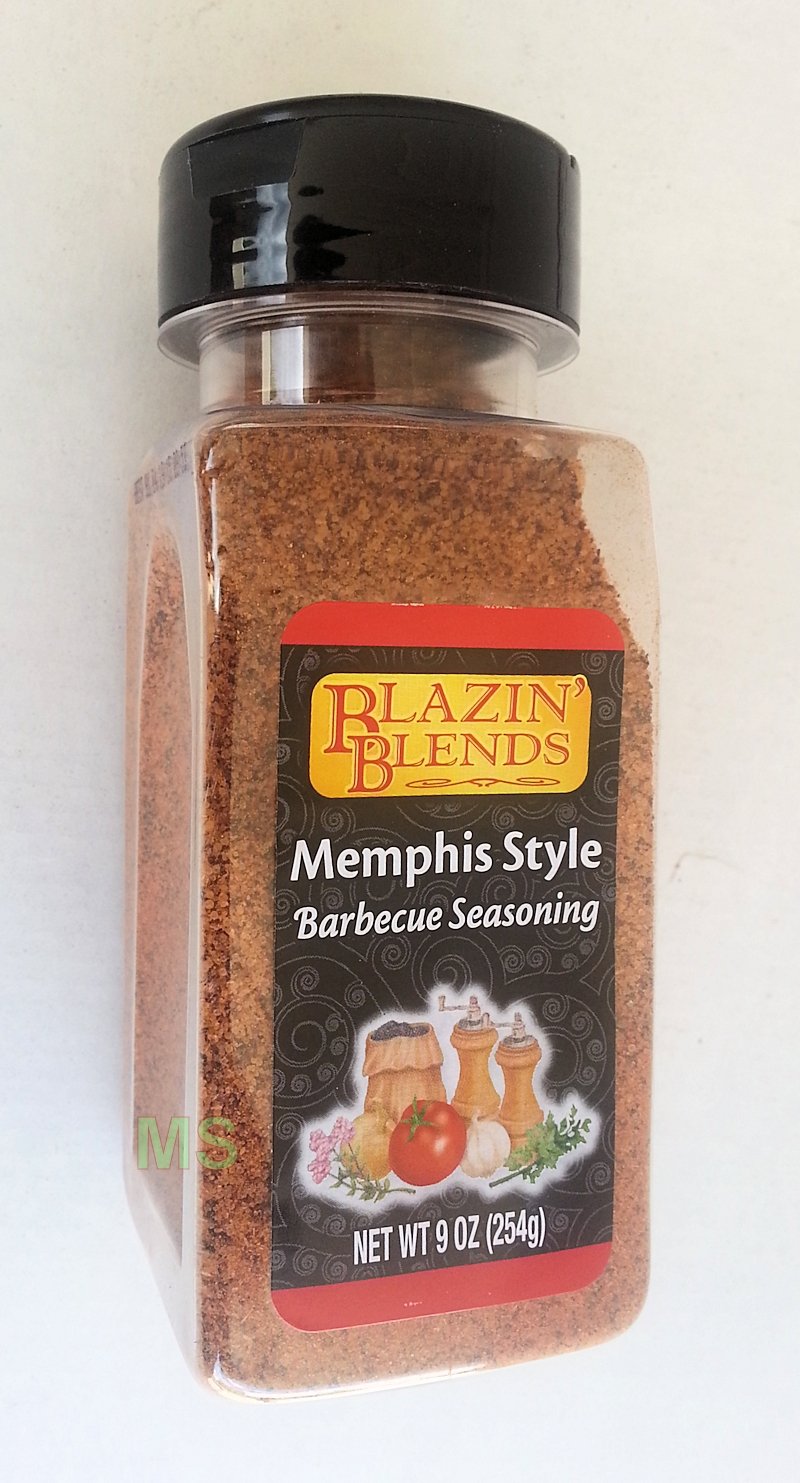 BLAZIN'
BLENDS
Memphis Style
Barbecue Seasoning
NET WT 9 OZ (254g)
MS